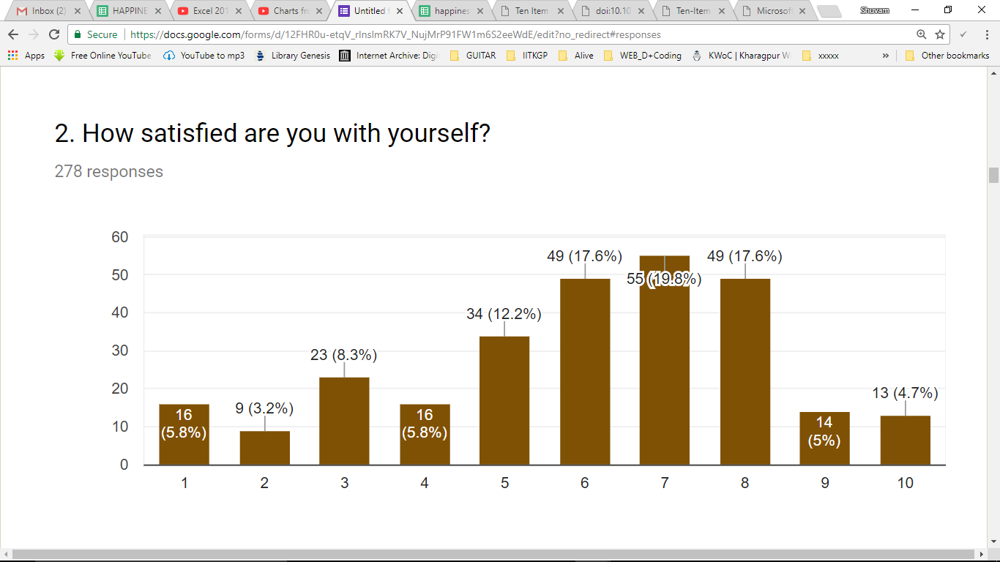 Inbox (2)
HAPPINE
Excel 201
Charts fro
Untitled f
happines
Ten Item
doi:10.10
Ten-Item
Microsoft
Shuvam
Secure
https://docs.google.com/forms/d/12FHR0u-etqV_rlnslmRK7V_NujMrP91FW1m6S2eeWdE/edit?no_redirect#responses
Apps
Free Online YouTube
YouTube to mp3
Library Genesis
Internet Archive: Digi
GUITAR
IITKGP
Alive
WEB_D+Coding
KWoC | Kharagpur W
xxxxx
»
Other bookmarks
2. How satisfied are you with yourself?
278 responses
60
50
40
30
20
10
0
16
(5.8%)
9 (3.2%)
23 (8.3%)
16
(5.8%)
34 (12.2%)
49 (17.6%)
55 (19.8%)
49 (17.6%)
14
(5%)
13 (4.7%)
1
2
3
4
5
6
7
8
9
10